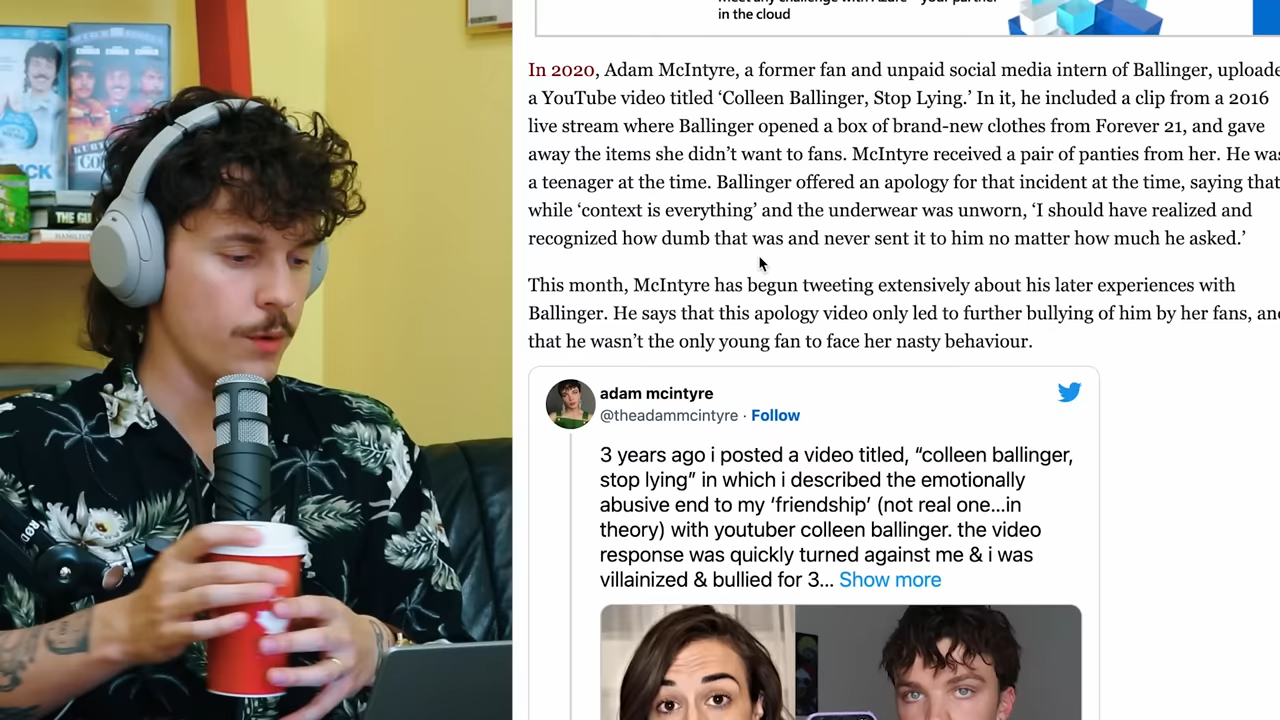 in the cloud
In 2020, Adam McIntyre, a former fan and unpaid social media intern of Ballinger, uploade
a YouTube video titled ‘Colleen Ballinger, Stop Lying.’ In it, he included a clip from a 2016
live stream where Ballinger opened a box of brand-new clothes from Forever 21, and gave
away the items she didn’t want to fans. McIntyre received a pair of panties from her. He was
a teenager at the time. Ballinger offered an apology for that incident at the time, saying that
while ‘context is everything’ and the underwear was unworn, ‘I should have realized and
recognized how dumb that was and never sent it to him no matter how much he asked.’
This month, McIntyre has begun tweeting extensively about his later experiences with
Ballinger. He says that this apology video only led to further bullying of him by her fans, and
that he wasn’t the only young fan to face her nasty behaviour.
adam mcintyre
@theadammcintyre · Follow
3 years ago i posted a video titled, “colleen ballinger,
stop lying” in which i described the emotionally
abusive end to my ‘friendship’ (not real one...in
theory) with youtuber colleen ballinger. the video
response was quickly turned against me & i was
villainized & bullied for 3... Show more
THE GU
HAMILTON
RØD